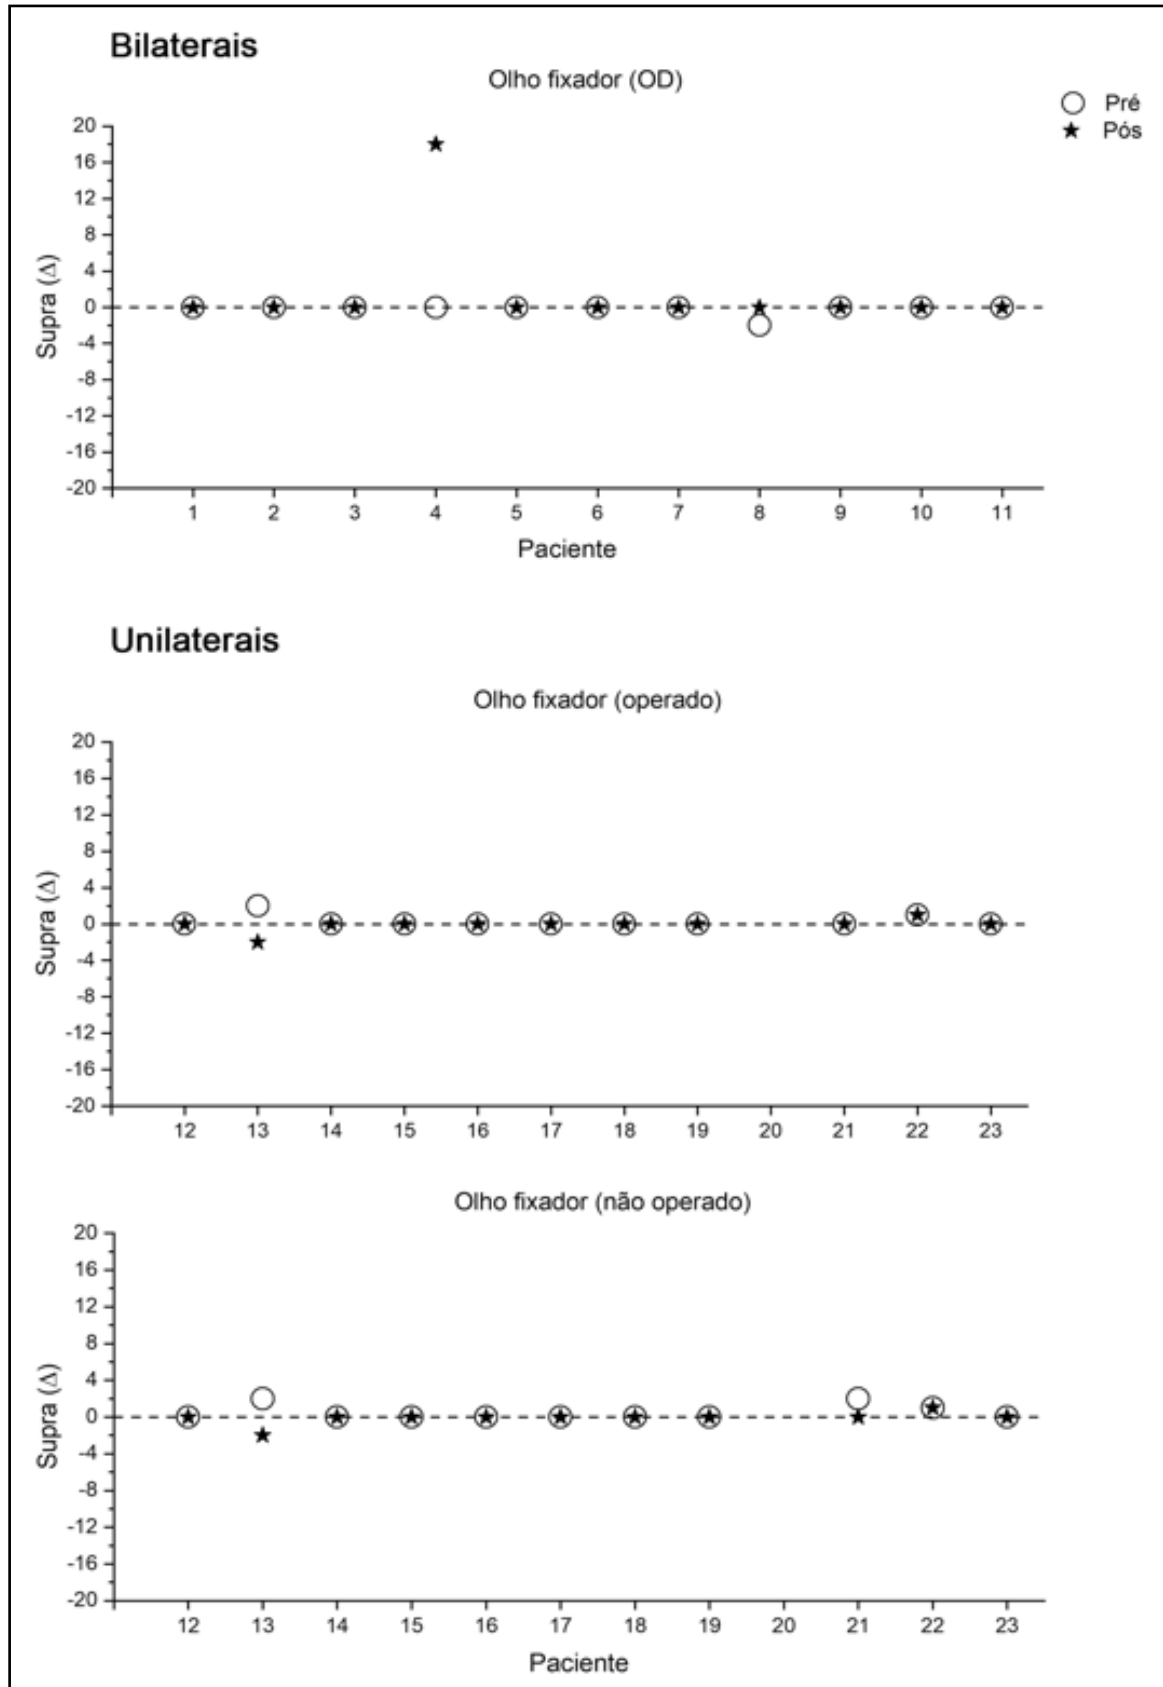 Bilaterais
Olho fixador (OD)
Pré
Pós
20
16
12
8
4
0
-4
-8
-12
-16
-20
Supra (Δ)
1 2 3 4 5 6 7 8 9 10 11
Paciente
Unilaterais
Olho fixador (operado)
20
16
12
8
4
0
-4
-8
-12
-16
-20
Supra (Δ)
12 13 14 15 16 17 18 19 20 21 22 23
Olho fixador (não operado)
20
16
12
8
4
0
-4
-8
-12
-16
-20
Supra (Δ)
12 13 14 15 16 17 18 19 20 21 22 23
Paciente